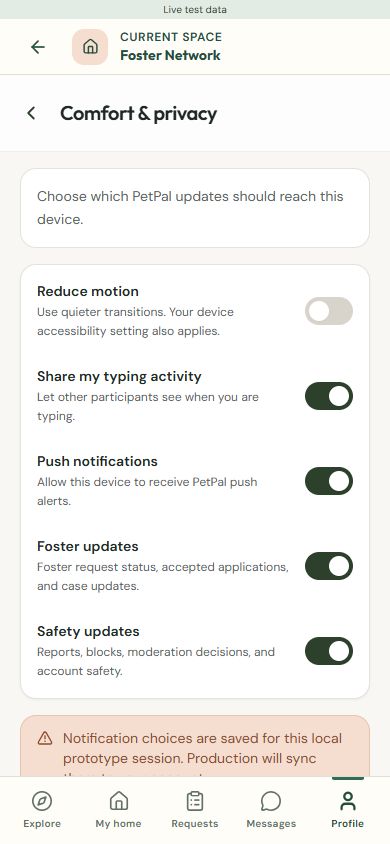 Live test data
CURRENT SPACE
Foster Network
Comfort & privacy
Choose which PetPal updates should reach this
device.
Reduce motion
Use quieter transitions. Your device
accessibility setting also applies.
Share my typing activity
Let other participants see when you are
typing.
Push notifications
Allow this device to receive PetPal push
alerts.
Foster updates
Foster request status, accepted applications,
and case updates.
Safety updates
Reports, blocks, moderation decisions, and
account safety.
Notification choices are saved for this local
prototype session. Production will sync
Explore
My home
Requests
Messages
Profile